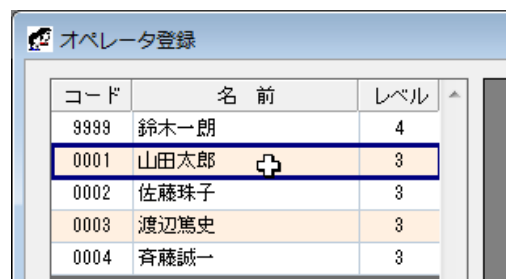 オペレータ登録
コード 名 前 レベル
9999 鈴木一朗 4
0001 山田太郎 3
0002 佐藤珠子 3
0003 渡辺篤史 3
0004 斉藤誠一 3